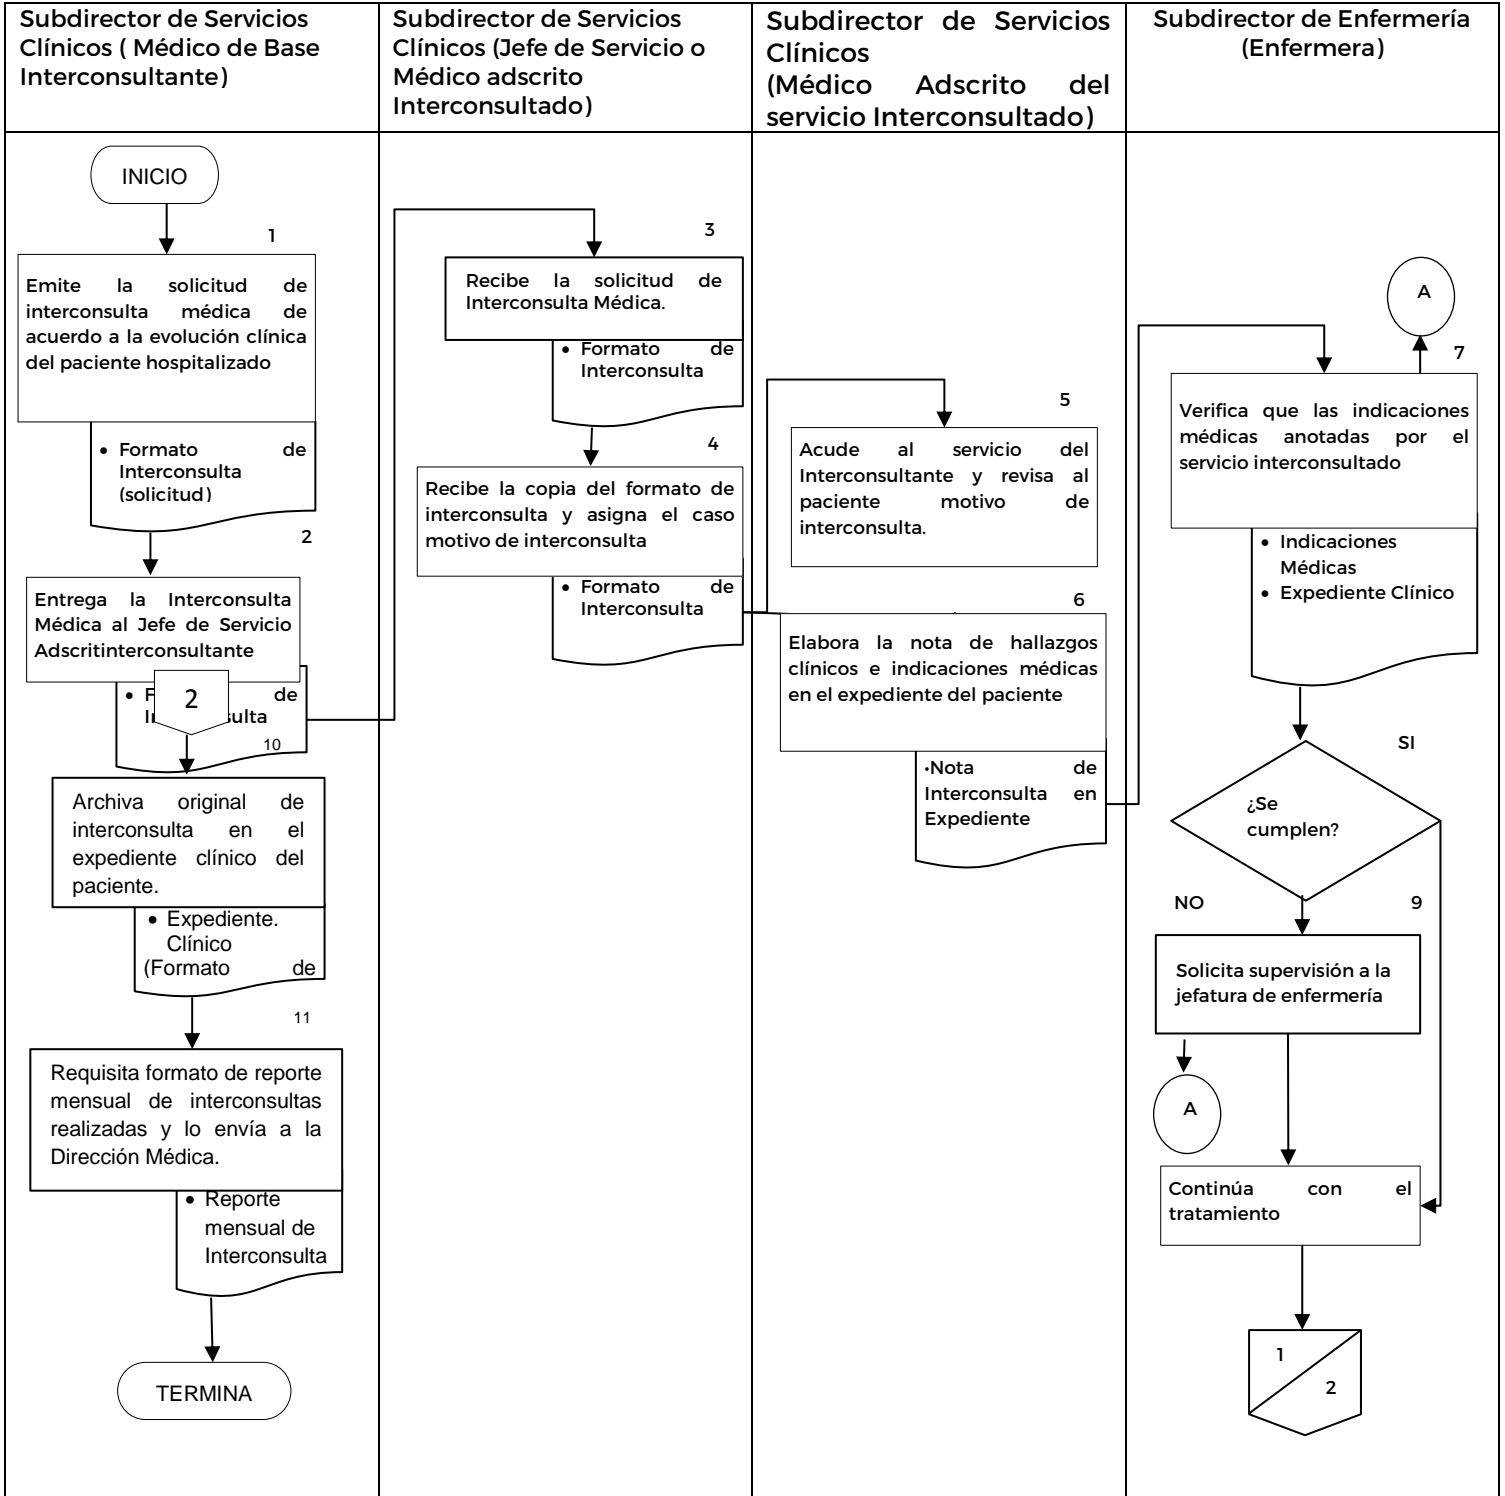 Subdirector de Servicios
Clínicos ( Médico de Base
Interconsultante)
Subdirector de Servicios
Clínicos (Jefe de Servicio o
Médico adscrito
Interconsultado)
Subdirector de Servicios
Clínicos
(Médico Adscrito del
servicio Interconsultado)
Subdirector de Enfermería
(Enfermera)
INICIO
1
Emite la solicitud de
interconsulta médica de
acuerdo a la evolución clínica
del paciente hospitalizado
• Formato de
Interconsulta
(solicitud)
2
Entrega la Interconsulta
Médica al Jefe de Servicio
Adscritinterconsultante
de
2
10
Archiva original de
interconsulta en el
expediente clínico del
paciente.
• Expediente.
Clínico
(Formato de
11
Requisita formato de reporte
mensual de interconsultas
realizadas y lo envía a la
Dirección Médica.
• Reporte
mensual de
Interconsulta
TERMINA
3
Recibe la solicitud de
Interconsulta Médica.
• Formato de
Interconsulta
4
Recibe la copia del formato de
interconsulta y asigna el caso
motivo de interconsulta
• Formato de
Interconsulta
5
Acude al servicio del
Interconsultante y revisa al
paciente motivo de
interconsulta.
6
Elabora la nota de hallazgos
clínicos e indicaciones médicas
en el expediente del paciente
•Nota de
Interconsulta en
Expediente
A
7
Verifica que las indicaciones
médicas anotadas por el
servicio interconsultado
• Indicaciones
Médicas
• Expediente Clínico
SI
¿Se
cumplen?
NO
9
Solicita supervisión a la
jefatura de enfermería
A
Continúa con el
tratamiento
1
2